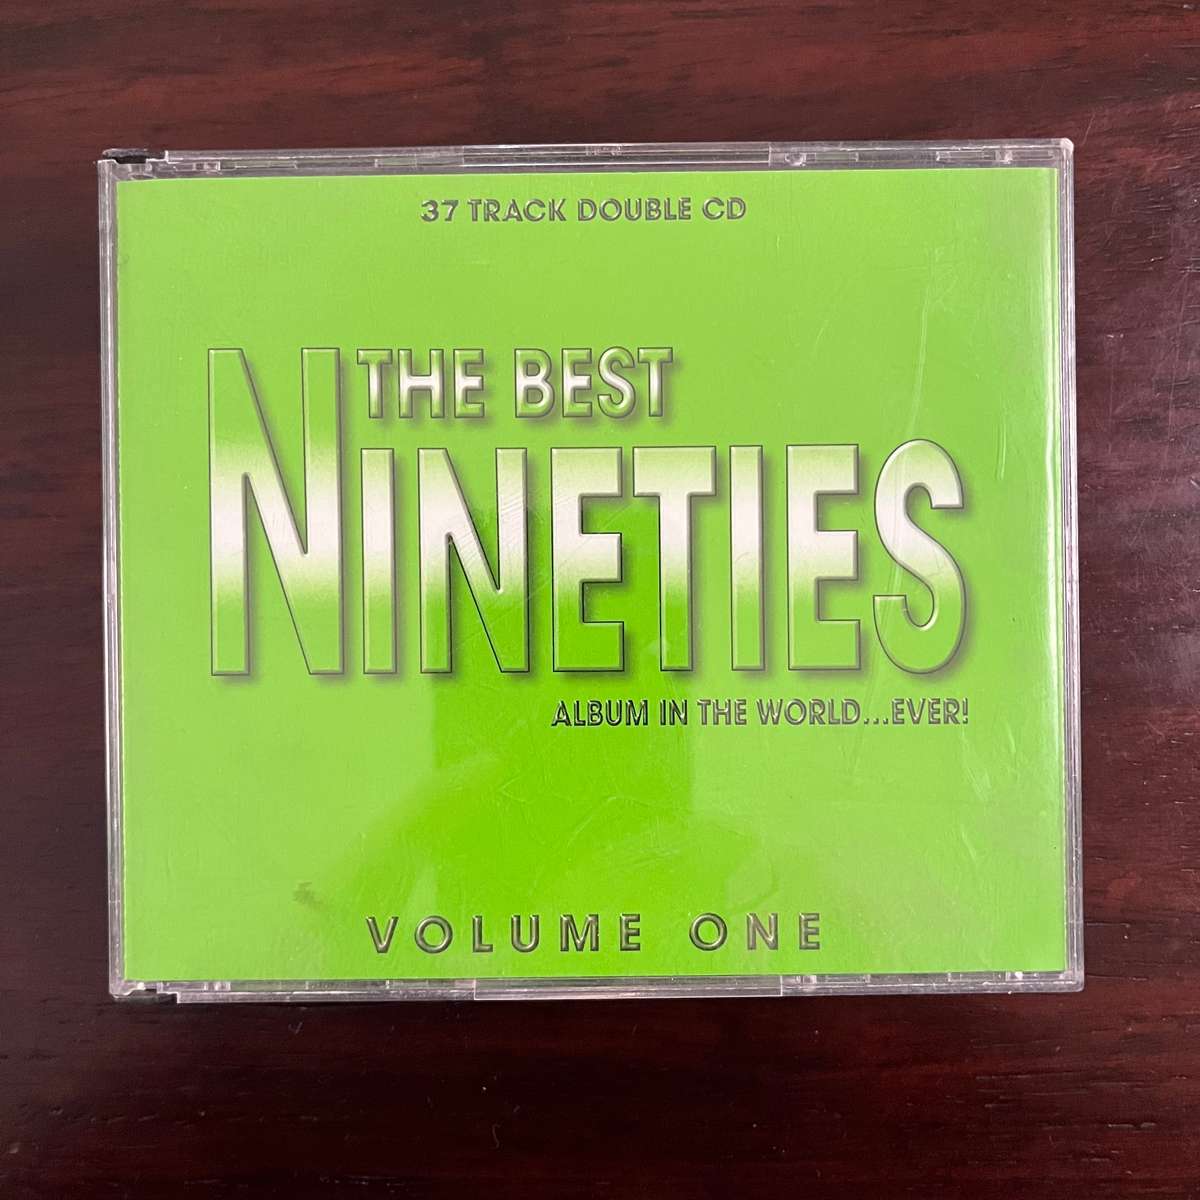 37 TRACK DOUBLE CD
THE BEST
NINETIES
ALBUM IN THE WORLD...EVER!
VOLUME ONE